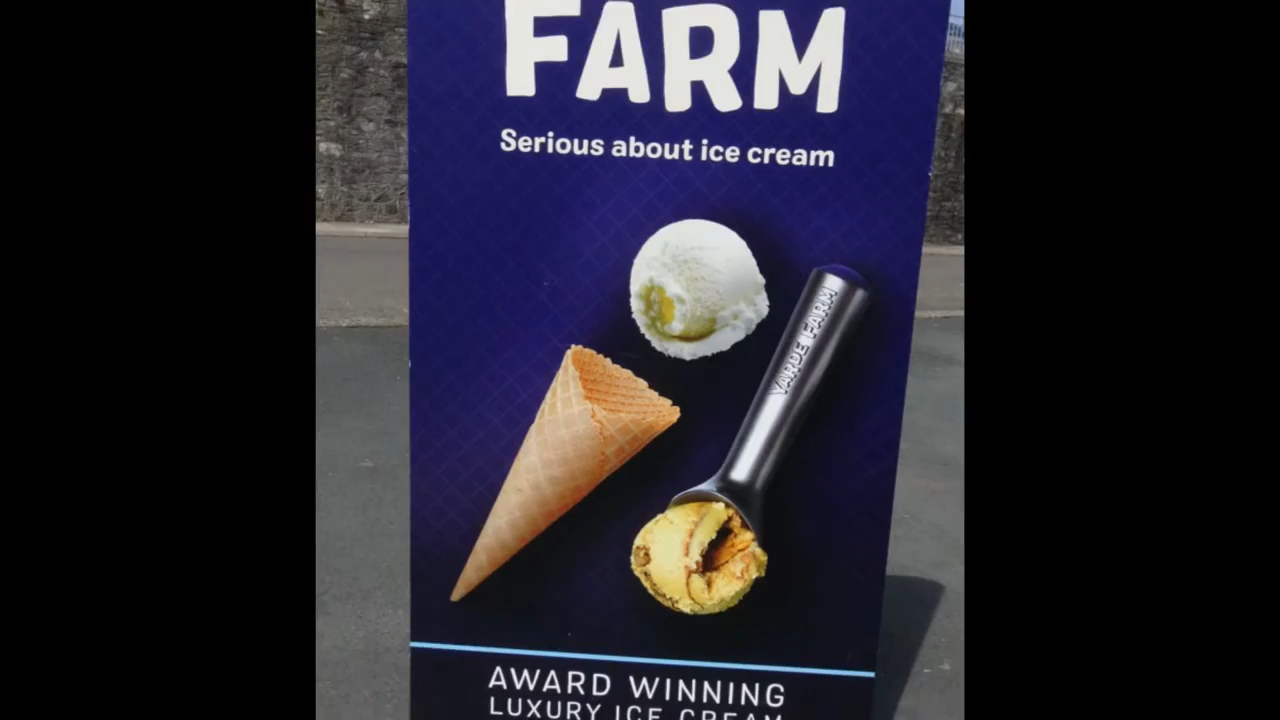 FARM
Serious about ice cream
YARDE FARM
AWARD WINNING
LUXURY ICE CREAM